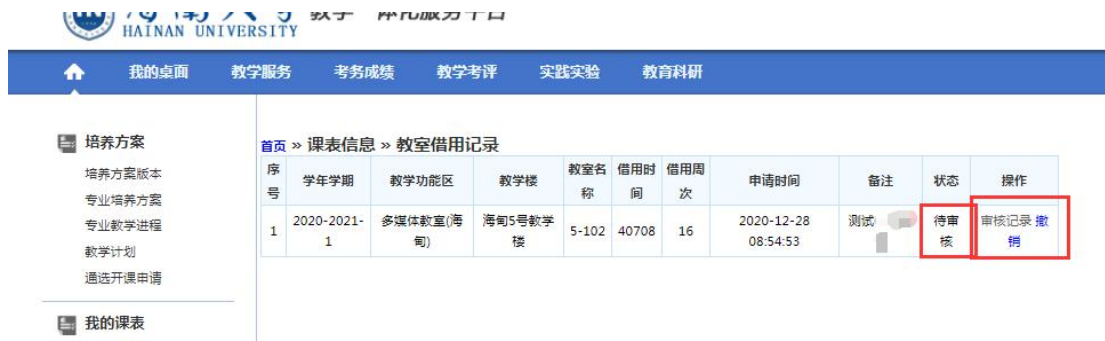 HAINAN UNIVERSITY
我的桌面 教学服务 考务成绩 教学考评 实践实验 教育科研
培养方案
培养方案版本
专业培养方案
专业教学进程
教学计划
通选开课申请
我的课表
首页 » 课表信息 » 教室借用记录
序号 学年学期 教学功能区 教学楼 教室名称 借用时间 借用周次 申请时间 备注 状态 操作
1 2020-2021-1 多媒体教室(海甸) 海甸5号教学楼 5-102 40708 16 2020-12-28 08:54:53 测试 待审核 审核记录 撤销